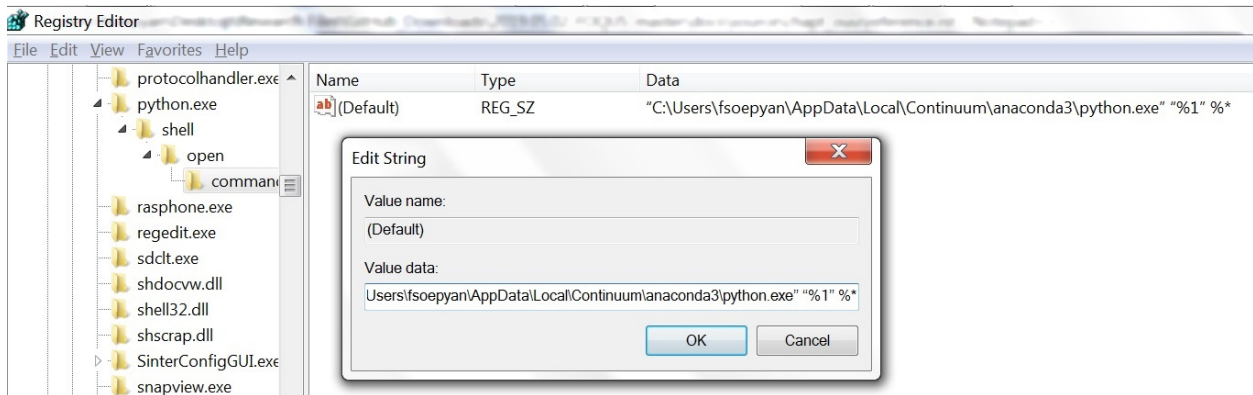 Registry Editor
File Edit View Favorites Help
protocolhandler.exe
python.exe
shell
open
comman
rasphone.exe
regedit.exe
sdclt.exe
shdocvw.dll
shell32.dll
shscrap.dll
SinterConfigGUI.exe
snapview.exe
Name Type Data
ab (Default) REG_SZ “C:\Users\fsoepyan\AppData\Local\Continuum\anaconda3\python.exe” “%1” %*
Edit String
Value name:
(Default)
Value data:
Users\fsoepyan\AppData\Local\Continuum\anaconda3\python.exe” “%1” %*
OK Cancel